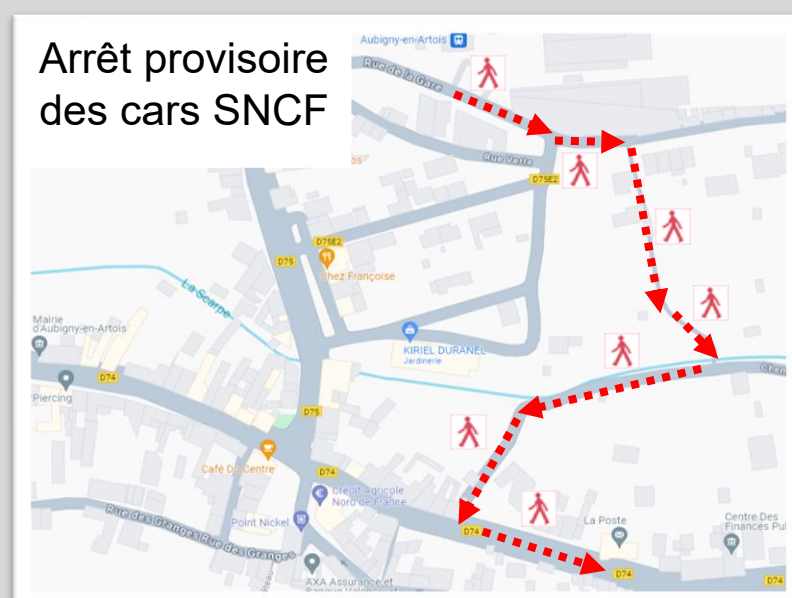 Arrêt provisoire
des cars SNCF
Aubigny-en-Artois
Rue de la Gare
Rue Verte
D75E2
D75E2
D75
Chez Françoise
La Scarpe
Mairie
d'Aubigny-en-Artois
KIRIEL DURANEL
Jardinerie
Chem
D74
Piercing
D75
Café Du Centre
D74
Crédit Agricole
Nord de France
Point Nickel
Rue des Granges
Rue des Granges
D74
La Poste
Centre Des
Finances Pu
D74
D74
AXA Assurance et